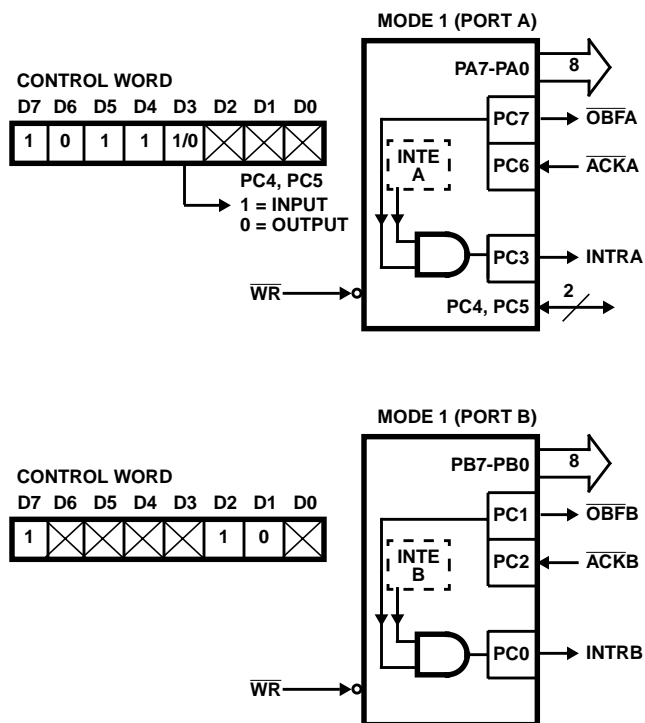 MODE 1 (PORT A)
CONTROL WORD
D7 D6 D5 D4 D3 D2 D1 D0
1 0 1 1 1/0
PC4, PC5
1 = INPUT
0 = OUTPUT
PA7-PA0
8
PC7
OBFA
INTE
A
PC6
ACKA
PC3
INTRA
WR
PC4, PC5
2
MODE 1 (PORT B)
CONTROL WORD
D7 D6 D5 D4 D3 D2 D1 D0
1 1 0
PB7-PB0
8
PC1
OBFB
INTE
B
PC2
ACKB
PC0
INTRB
WR